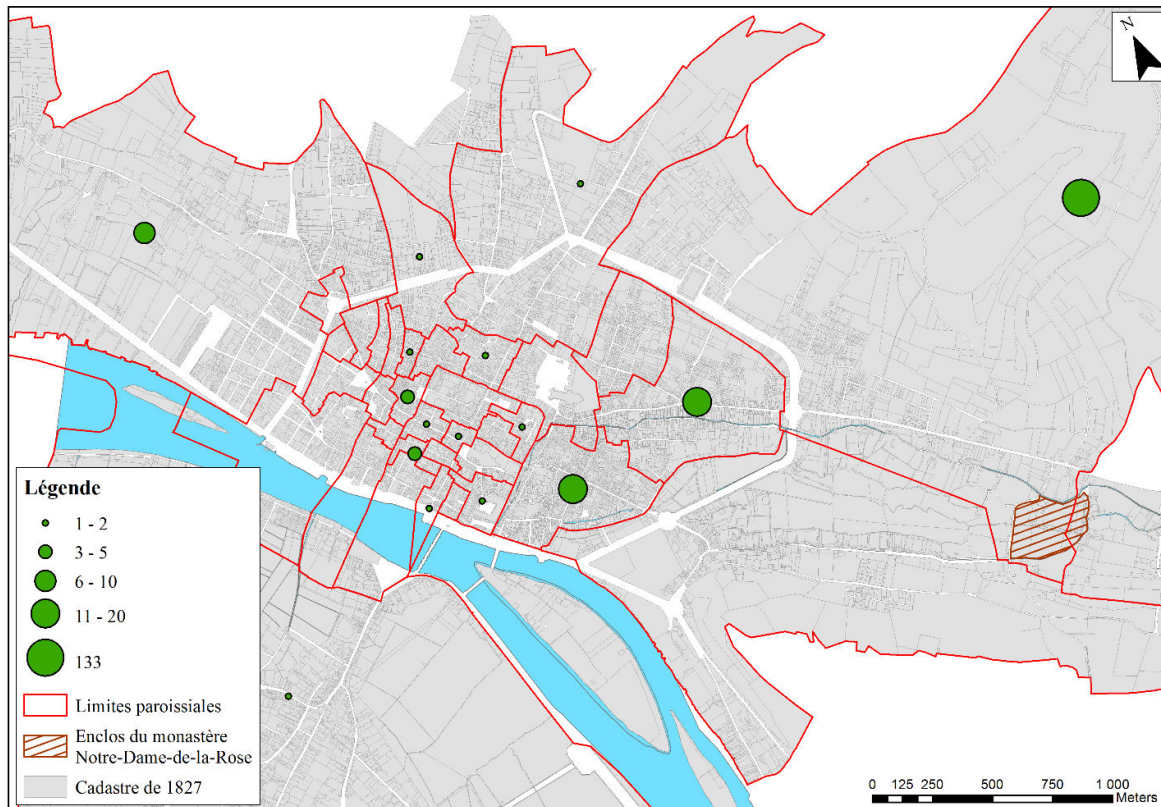 N
Légende
1 - 2
3 - 5
6 - 10
11 - 20
133
Limites paroissiales
Enclos du monastère
Notre-Dame-de-la-Rose
Cadastre de 1827
0 125 250 500 750 1 000
Meters